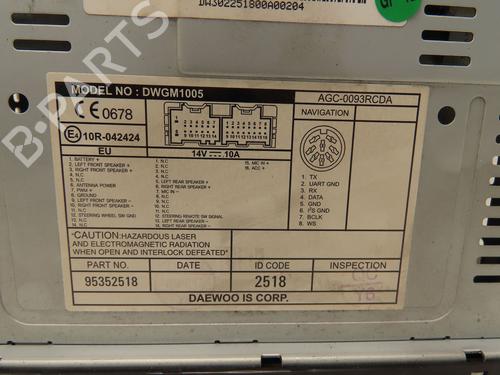 DW302251800A00204
MODEL NO : DWGM1005
AGC-0093RCDA
CE 0678
E4 10R-042424
EU
14V 10A
NAVIGATION
1. BATTERY +
2. LEFT FRONT SPEAKER +
3. RIGHT FRONT SPEAKER +
4. N.C
5. N.C
6. ANTENNA POWER
7. PWM +
8. GROUND
9. LEFT FRONT SPEAKER -
10. RIGHT FRONT SPEAKER -
11. N.C
12. STEERING WHEEL SW GND
13. N.C
14. N.C
1. N.C
2. N.C
3. N.C
4. N.C
5. LEFT REAR SPEAKER +
6. RIGHT REAR SPEAKER +
7. MIC IN -
8. N.C
9. N.C
10. N.C
11. N.C
12. STEERING REMOTE SW SIGNAL
13. LEFT REAR SPEAKER -
14. RIGHT REAR SPEAKER -
15. MIC IN +
16. ACC +
1. TX
2. UART GND
3. RX
4. DATA
5. GND
6. I²S GND
7. BCLK
8. WS
"CAUTION: HAZARDOUS LASER
AND ELECTROMAGNETIC RADIATION
WHEN OPEN AND INTERLOCK DEFEATED"
PART NO. DATE ID CODE INSPECTION
95352518 2518
DAEWOO IS CORP.
B-PARTS